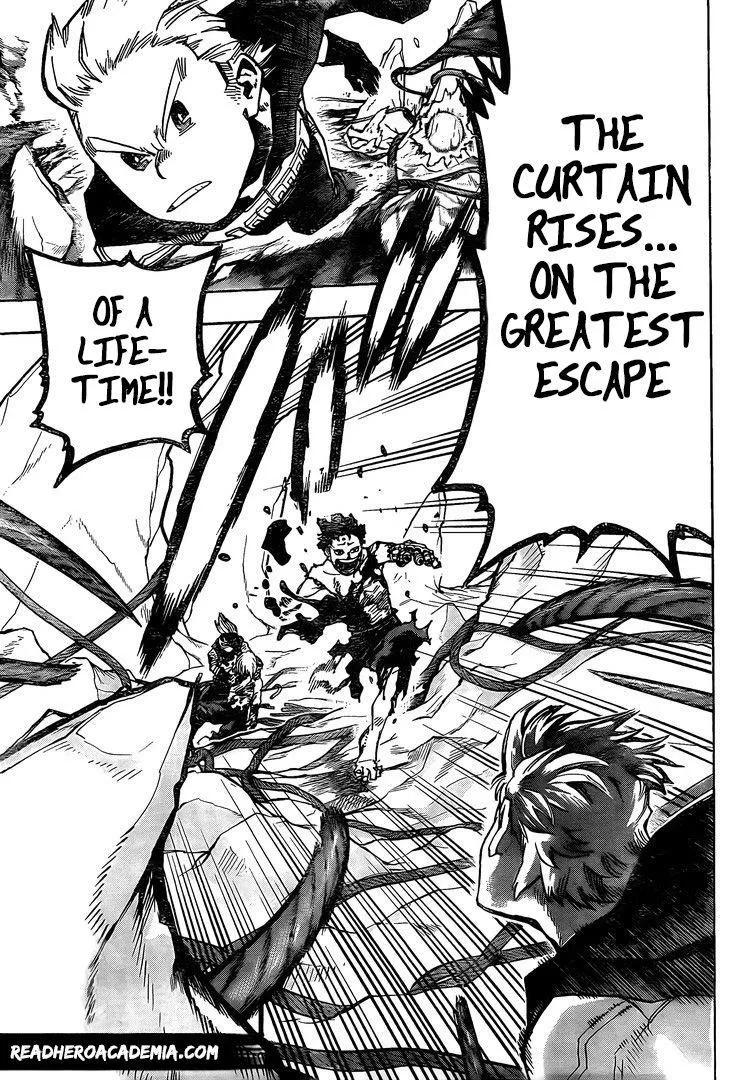 THE
CURTAIN
RISES...
ON THE
GREATEST
ESCAPE
OF A
LIFE-
TIME!!
READHEROACADEMIA.COM